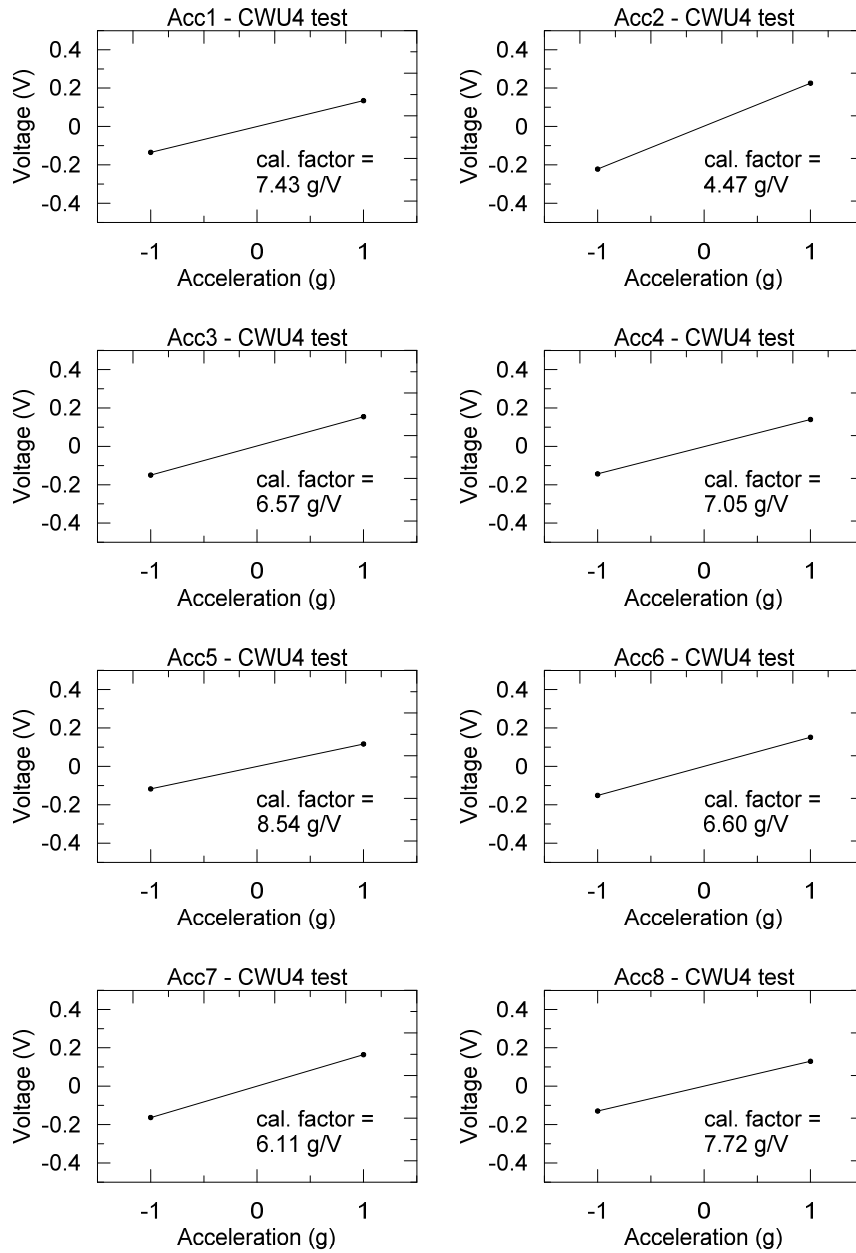 Acc1 - CWU4 test
0.4
0.2
0
-0.2
-0.4
Voltage (V)
cal. factor =
7.43 g/V
-1 0 1
Acceleration (g)
Acc2 - CWU4 test
0.4
0.2
0
-0.2
-0.4
Voltage (V)
cal. factor =
4.47 g/V
-1 0 1
Acceleration (g)
Acc3 - CWU4 test
0.4
0.2
0
-0.2
-0.4
Voltage (V)
cal. factor =
6.57 g/V
-1 0 1
Acceleration (g)
Acc4 - CWU4 test
0.4
0.2
0
-0.2
-0.4
Voltage (V)
cal. factor =
7.05 g/V
-1 0 1
Acceleration (g)
Acc5 - CWU4 test
0.4
0.2
0
-0.2
-0.4
Voltage (V)
cal. factor =
8.54 g/V
-1 0 1
Acceleration (g)
Acc6 - CWU4 test
0.4
0.2
0
-0.2
-0.4
Voltage (V)
cal. factor =
6.60 g/V
-1 0 1
Acceleration (g)
Acc7 - CWU4 test
0.4
0.2
0
-0.2
-0.4
Voltage (V)
cal. factor =
6.11 g/V
-1 0 1
Acceleration (g)
Acc8 - CWU4 test
0.4
0.2
0
-0.2
-0.4
Voltage (V)
cal. factor =
7.72 g/V
-1 0 1
Acceleration (g)